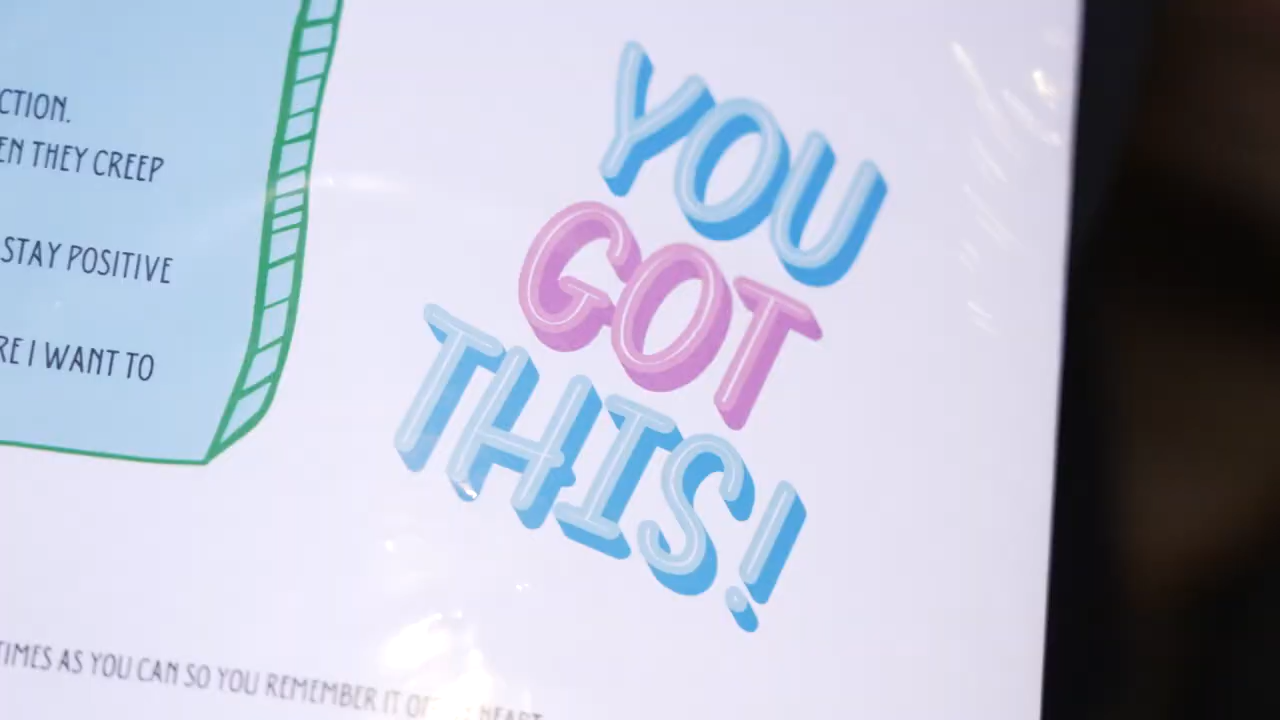 CTION.
EN THEY CREEP
STAY POSITIVE
RE I WANT TO
YOU
GOT
THIS!
TIMES AS YOU CAN SO YOU REMEMBER IT HEART